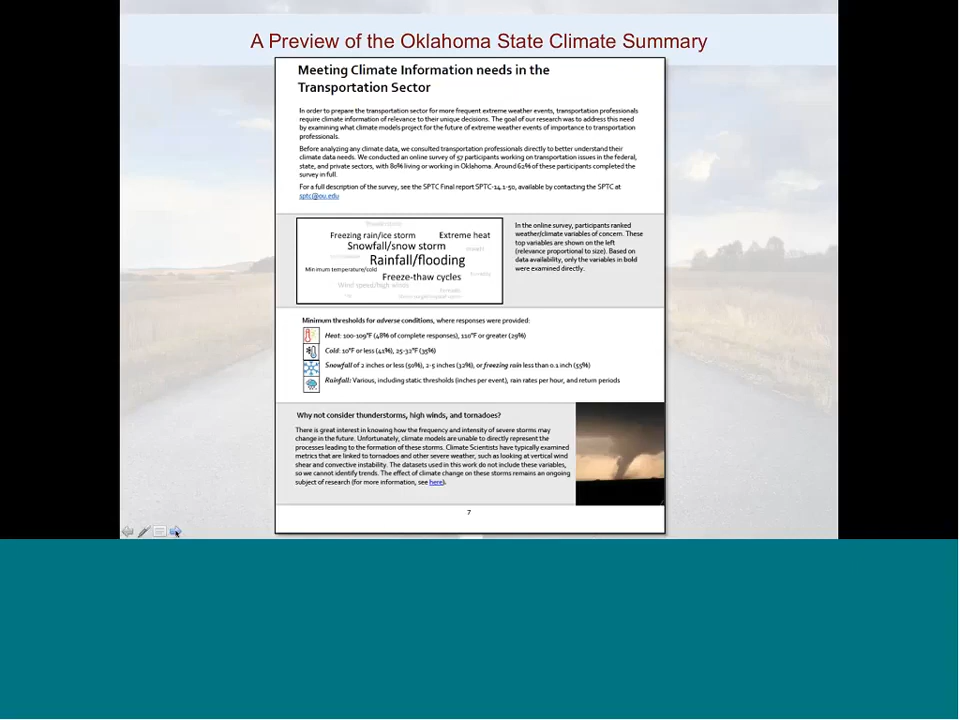 A Preview of the Oklahoma State Climate Summary
Meeting Climate Information needs in the
Transportation Sector
In order to prepare the transportation sector for more frequent extreme weather events, transportation professionals
require climate information of relevance to their unique decisions. The goal of our research was to address this need
by examining what climate models project for the future of extreme weather events of importance to transportation
professionals.
Before analyzing any climate data, we consulted transportation professionals directly to better understand their
climate data needs. We conducted an online survey of 57 participants working on transportation issues in the federal,
state, and private sectors, with 80% living or working in Oklahoma. Around 62% of these participants completed the
survey in full.
For a full description of the survey, see the SPTC Final report SPTC-14.1-50, available by contacting the SPTC at
sptc@ou.edu
Freezing rain/ice storm Extreme heat
Snowfall/snow storm
Rainfall/flooding
Minimum temperature/cold
Freeze-thaw cycles
Wind speed/high winds
In the online survey, participants ranked
weather/climate variables of concern. These
top variables are shown on the left
(relevance proportional to size). Based on
data availability, only the variables in bold
were examined directly.
Minimum thresholds for adverse conditions, where responses were provided:
Heat: 100-109°F (48% of complete responses), 110°F or greater (29%)
Cold: 10°F or less (41%), 25-32°F (35%)
Snowfall of 2 inches or less (50%), 2-5 inches (32%), or freezing rain less than 0.1 inch (55%)
Rainfall: Various, including static thresholds (inches per event), rain rates per hour, and return periods
Why not consider thunderstorms, high winds, and tornadoes?
There is great interest in knowing how the frequency and intensity of severe storms may
change in the future. Unfortunately, climate models are unable to directly represent the
processes leading to the formation of these storms. Climate Scientists have typically examined
metrics that are linked to tornadoes and other severe weather, such as looking at vertical wind
shear and convective instability. The datasets used in this work do not include these variables,
so we cannot identify trends. The effect of climate change on these storms remains an ongoing
subject of research (for more information, see here).
7